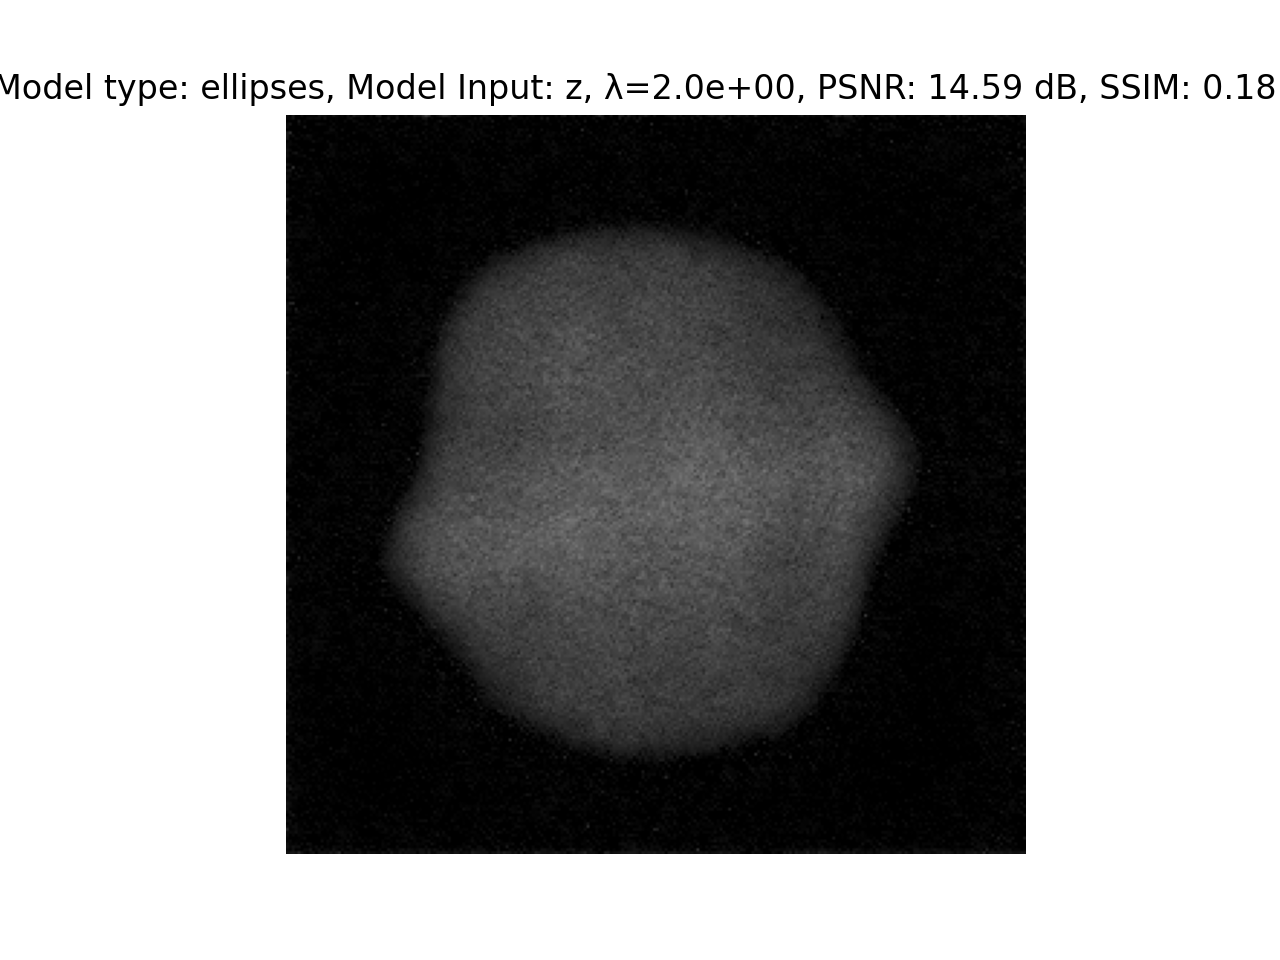 Model type: ellipses, Model Input: z, λ=2.0e+00, PSNR: 14.59 dB, SSIM: 0.18